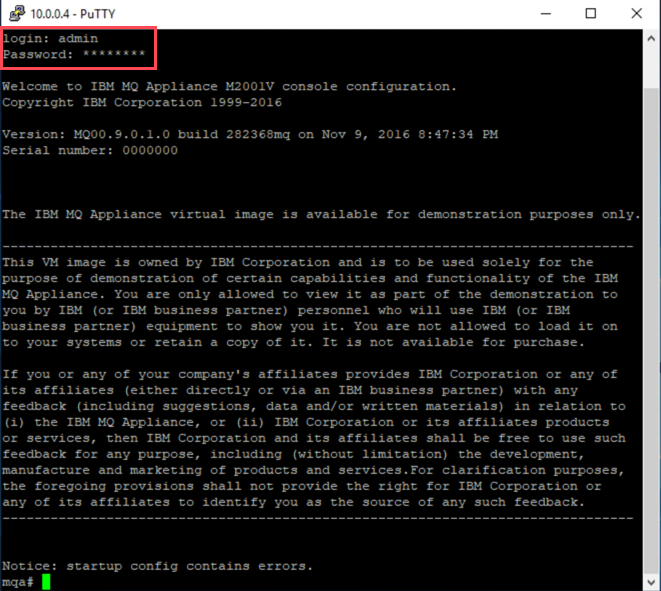 10.0.0.4 - PuTTY
login: admin
Password: ********
Welcome to IBM MQ Appliance M2001V console configuration.
Copyright IBM Corporation 1999-2016
Version: MQ00.9.0.1.0 build 282368mq on Nov 9, 2016 8:47:34 PM
Serial number: 0000000
The IBM MQ Appliance virtual image is available for demonstration purposes only.
-------------------------------------------------------------------------------
This VM image is owned by IBM Corporation and is to be used solely for the
purpose of demonstration of certain capabilities and functionality of the IBM
MQ Appliance. You are only allowed to view it as part of the demonstration to
you by IBM (or IBM business partner) personnel who will use IBM (or IBM
business partner) equipment to show you it. You are not allowed to load it on
to your systems or retain a copy of it. It is not available for purchase.
If you or any of your company's affiliates provides IBM Corporation or any of
its affiliates (either directly or via an IBM business partner) with any
feedback (including suggestions, data and/or written materials) in relation to
(i) the IBM MQ Appliance, or (ii) IBM Corporation or its affiliates products
or services, then IBM Corporation and its affiliates shall be free to use such
feedback for any purpose, including (without limitation) the development,
manufacture and marketing of products and services.For clarification purposes,
the foregoing provisions shall not provide the right for IBM Corporation or
any of its affiliates to identify you as the source of any such feedback.
-------------------------------------------------------------------------------
Notice: startup config contains errors.
mqa#